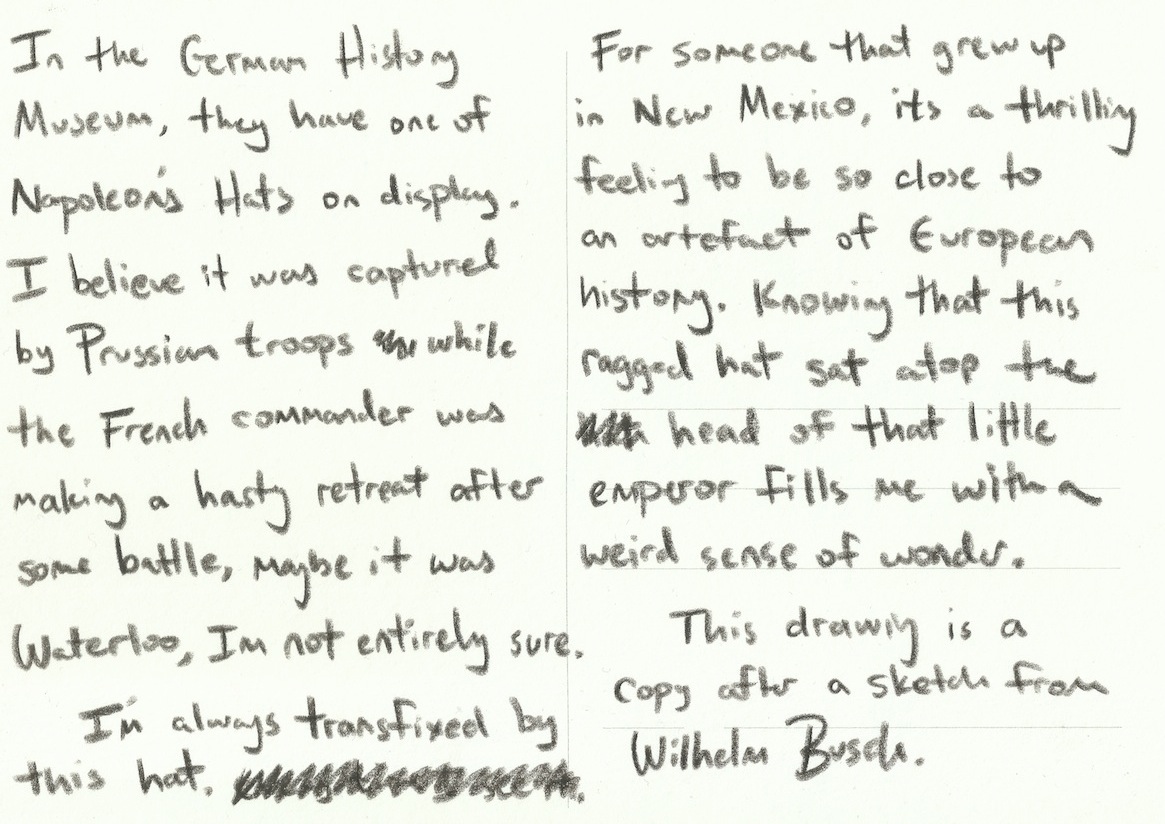 In the German History
Museum, they have one of
Napoleon's Hats on display.
I believe it was captured
by Prussian troops while
the French commander was
making a hasty retreat after
some battle, maybe it was
Waterloo, Im not entirely sure.
I'm always transfixed by
this hat.
For someone that grew up
in New Mexico, its a thrilling
feeling to be so close to
an artefact of European
history. Knowing that this
ragged hat sat atop the
head of that little
emperor fills me with a
weird sense of wonder.
This drawing is a
copy after a sketch from
Wilhelm Busch.